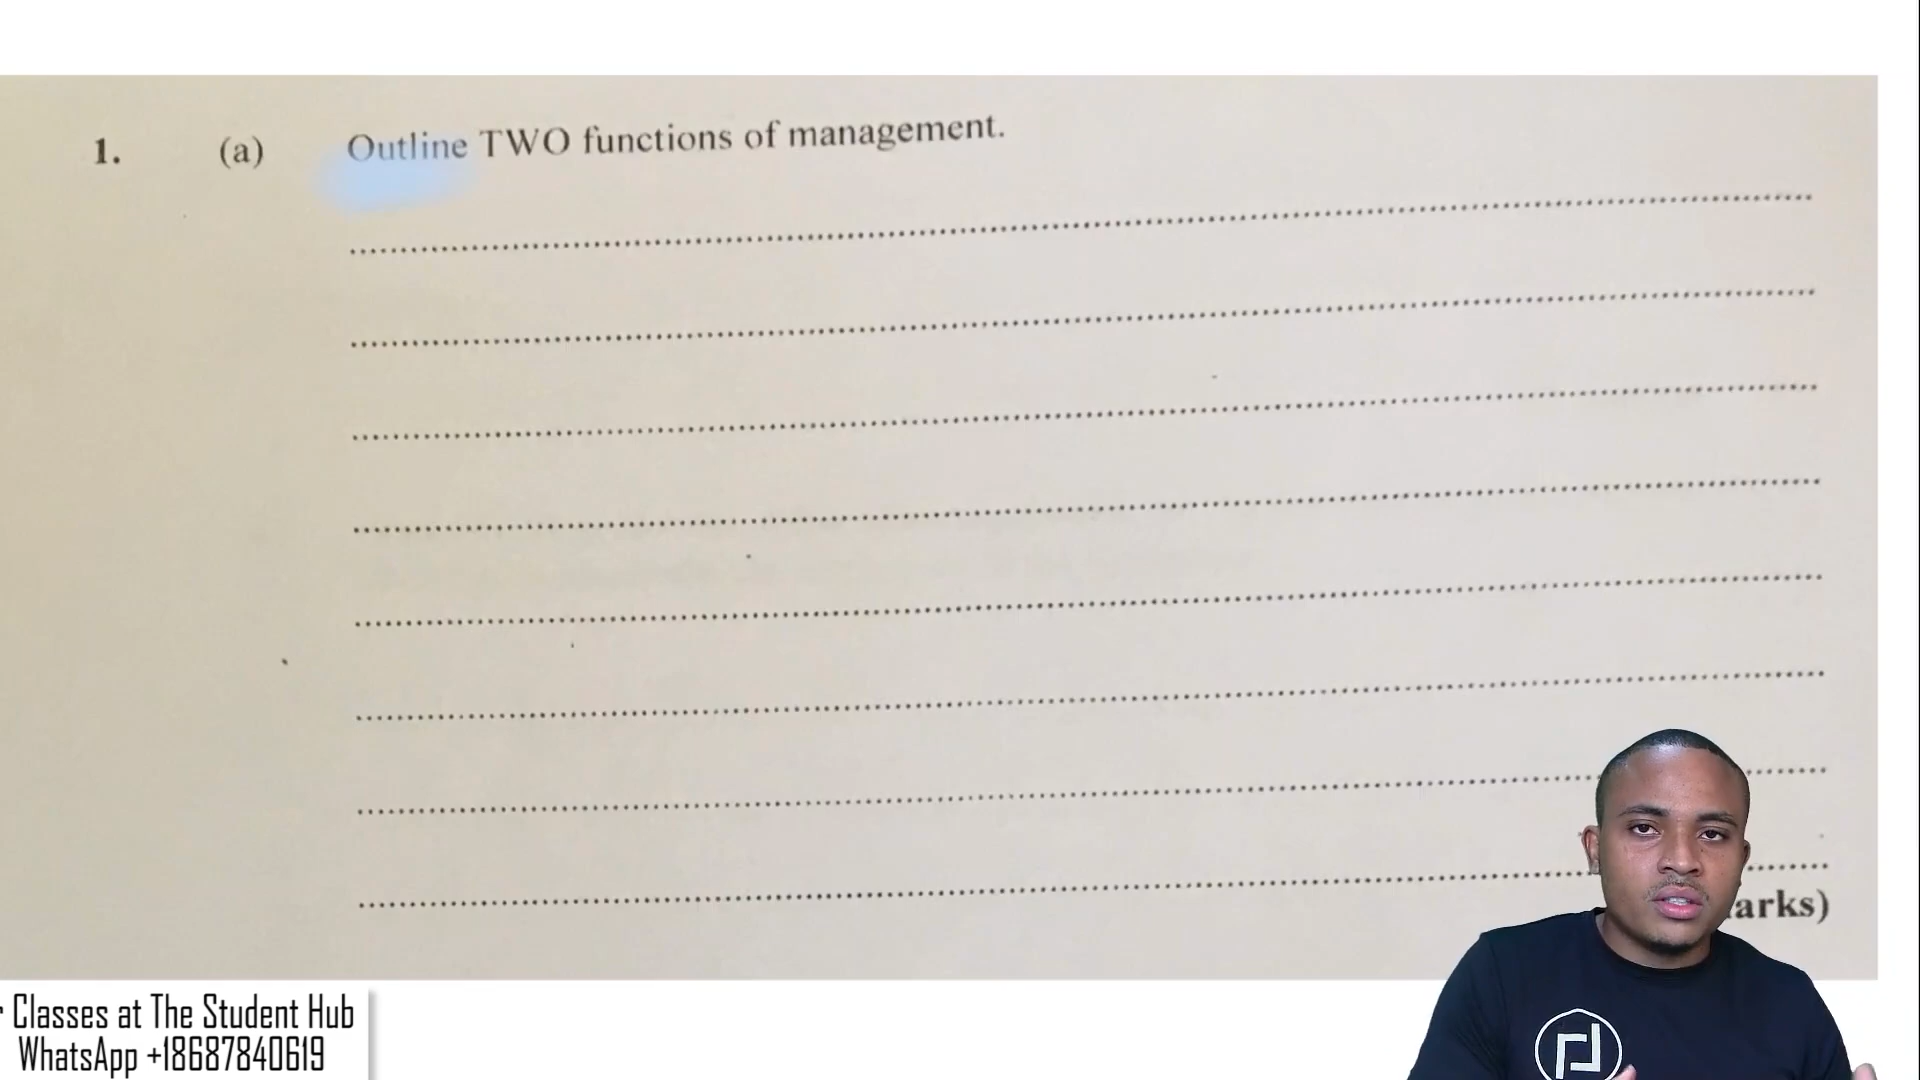 1. (a) Outline TWO functions of management.
arks)
Classes at The Student Hub
WhatsApp +18687840619